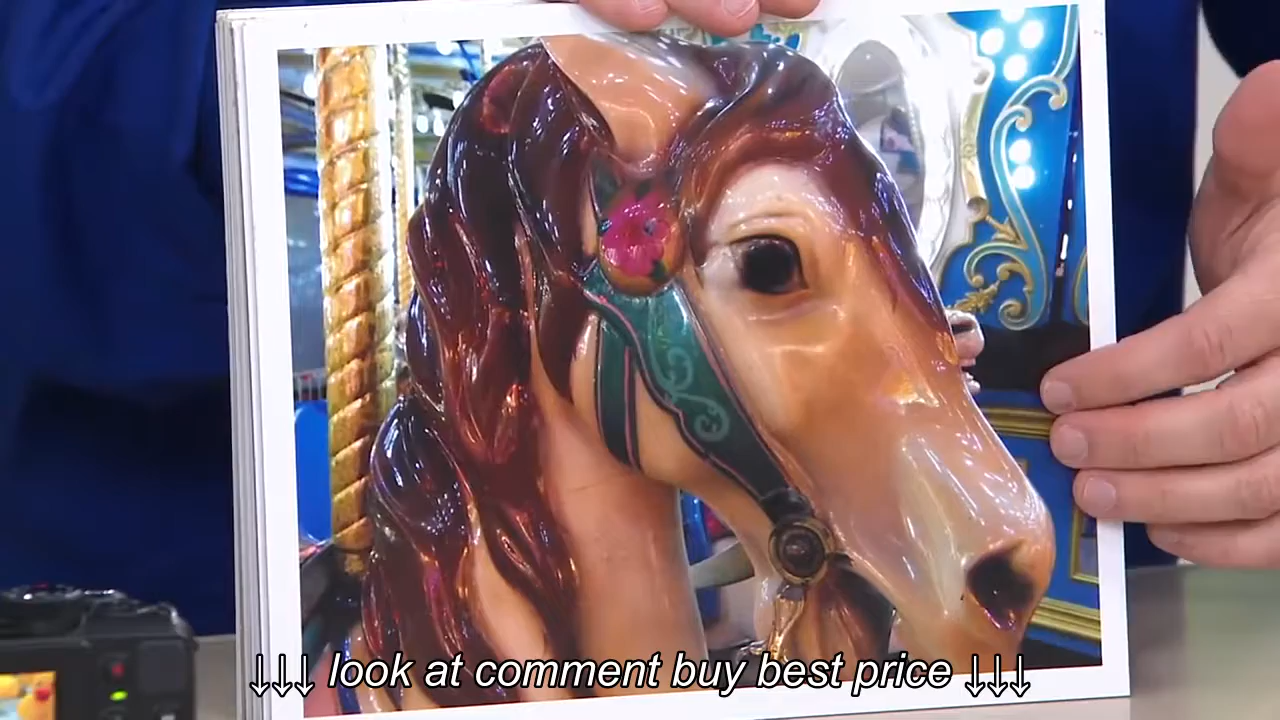 ↓↓↓ look at comment buy best price ↓↓↓